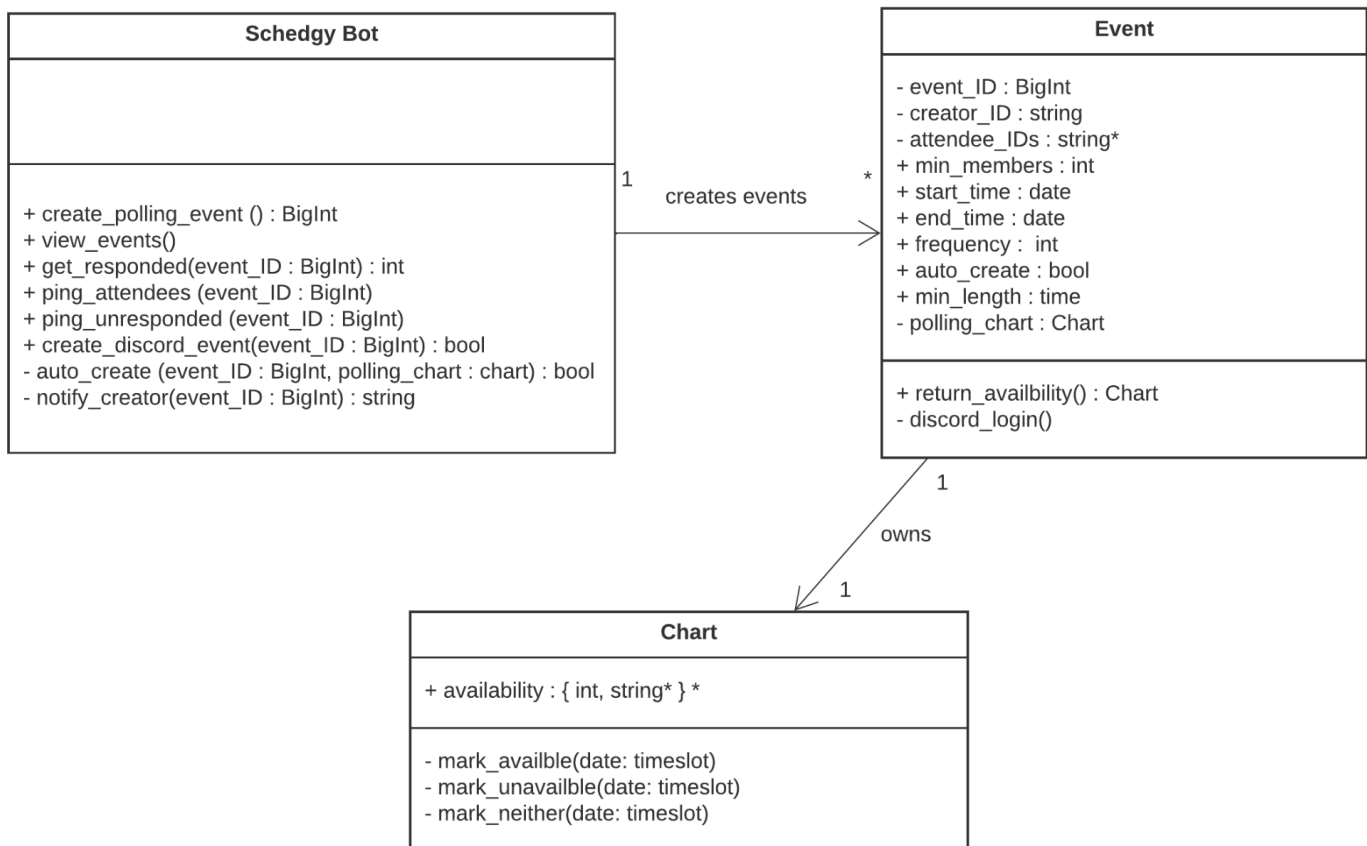 Schedgy Bot
+ create_polling_event () : BigInt
+ view_events()
+ get_responded(event_ID : BigInt) : int
+ ping_attendees (event_ID : BigInt)
+ ping_unresponded (event_ID : BigInt)
+ create_discord_event(event_ID : BigInt) : bool
- auto_create (event_ID : BigInt, polling_chart : chart) : bool
- notify_creator(event_ID : BigInt) : string
1
creates events
*
Event
- event_ID : BigInt
- creator_ID : string
- attendee_IDs : string*
+ min_members : int
+ start_time : date
+ end_time : date
+ frequency :  int
+ auto_create : bool
+ min_length : time
- polling_chart : Chart
+ return_availbility() : Chart
- discord_login()
1
owns
1
Chart
+ availability : { int, string* } *
- mark_availble(date: timeslot)
- mark_unavailble(date: timeslot)
- mark_neither(date: timeslot)